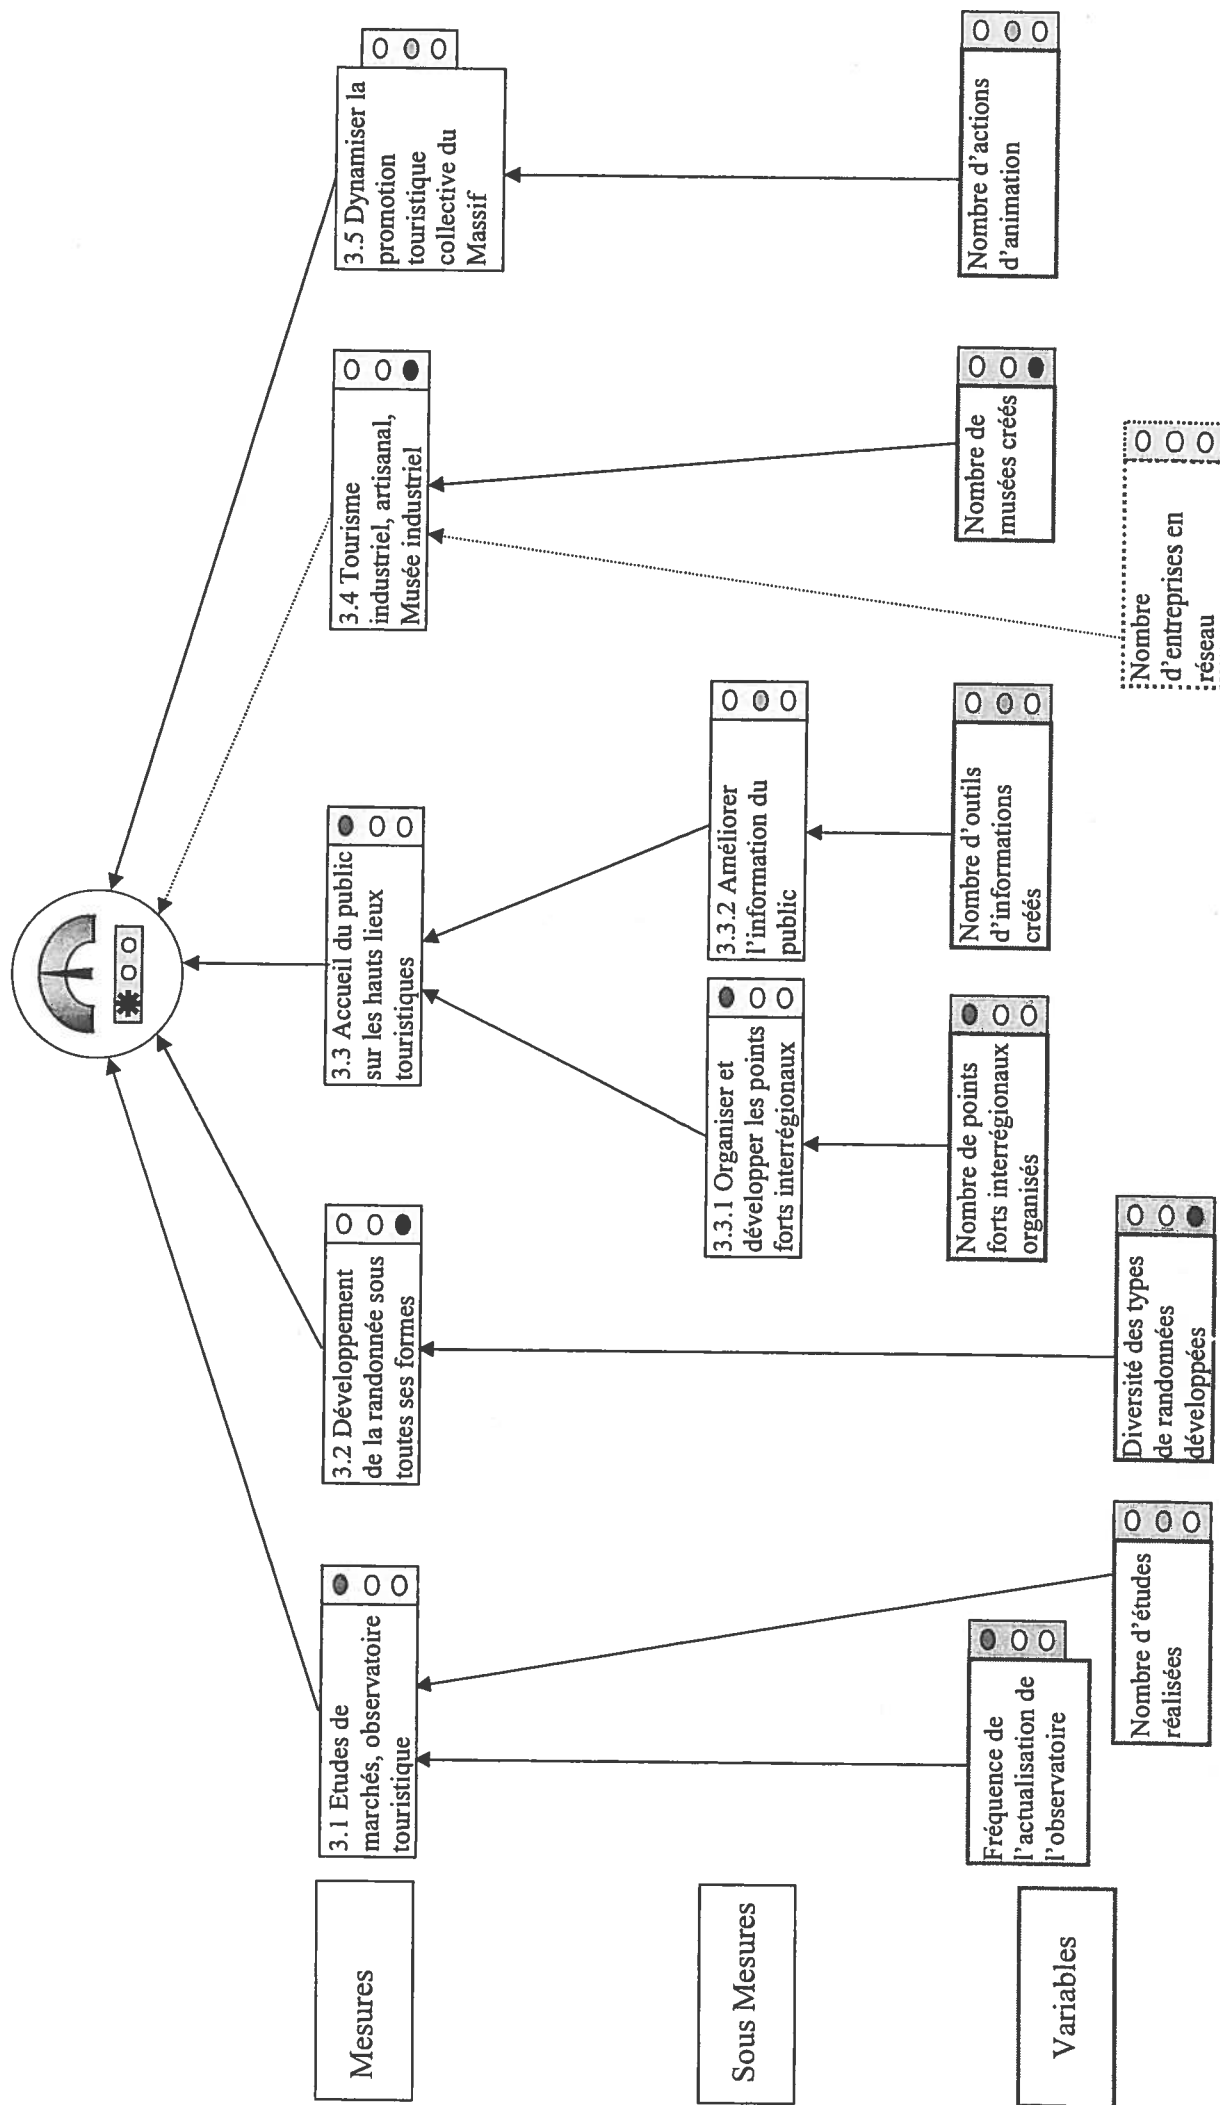 Mesures
3.1 Etudes de
marchés, observatoire
touristique
3.2 Développement
de la randonnée sous
toutes ses formes
3.3 Accueil du public
sur les hauts lieux
touristiques
3.4 Tourisme
industriel, artisanal,
Musée industriel
3.5 Dynamiser la
promotion
touristique
collective du
Massif
Sous Mesures
3.3.1 Organiser et
développer les points
forts interrégionaux
3.3.2 Améliorer
l'information du
public
Variables
Fréquence de
l'actualisation de
l'observatoire
Nombre d'études
réalisées
Diversité des types
de randonnées
développées
Nombre de points
forts interrégionaux
organisés
Nombre d'outils
d'informations
créés
Nombre
d'entreprises en
réseau
Nombre de
musées créés
Nombre d'actions
d'animation